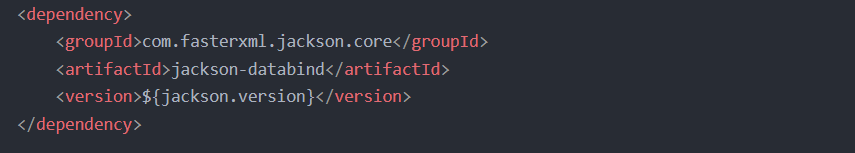 <dependency>
    <groupId>com.fasterxml.jackson.core</groupId>
    <artifactId>jackson-databind</artifactId>
    <version>${jackson.version}</version>
</dependency>